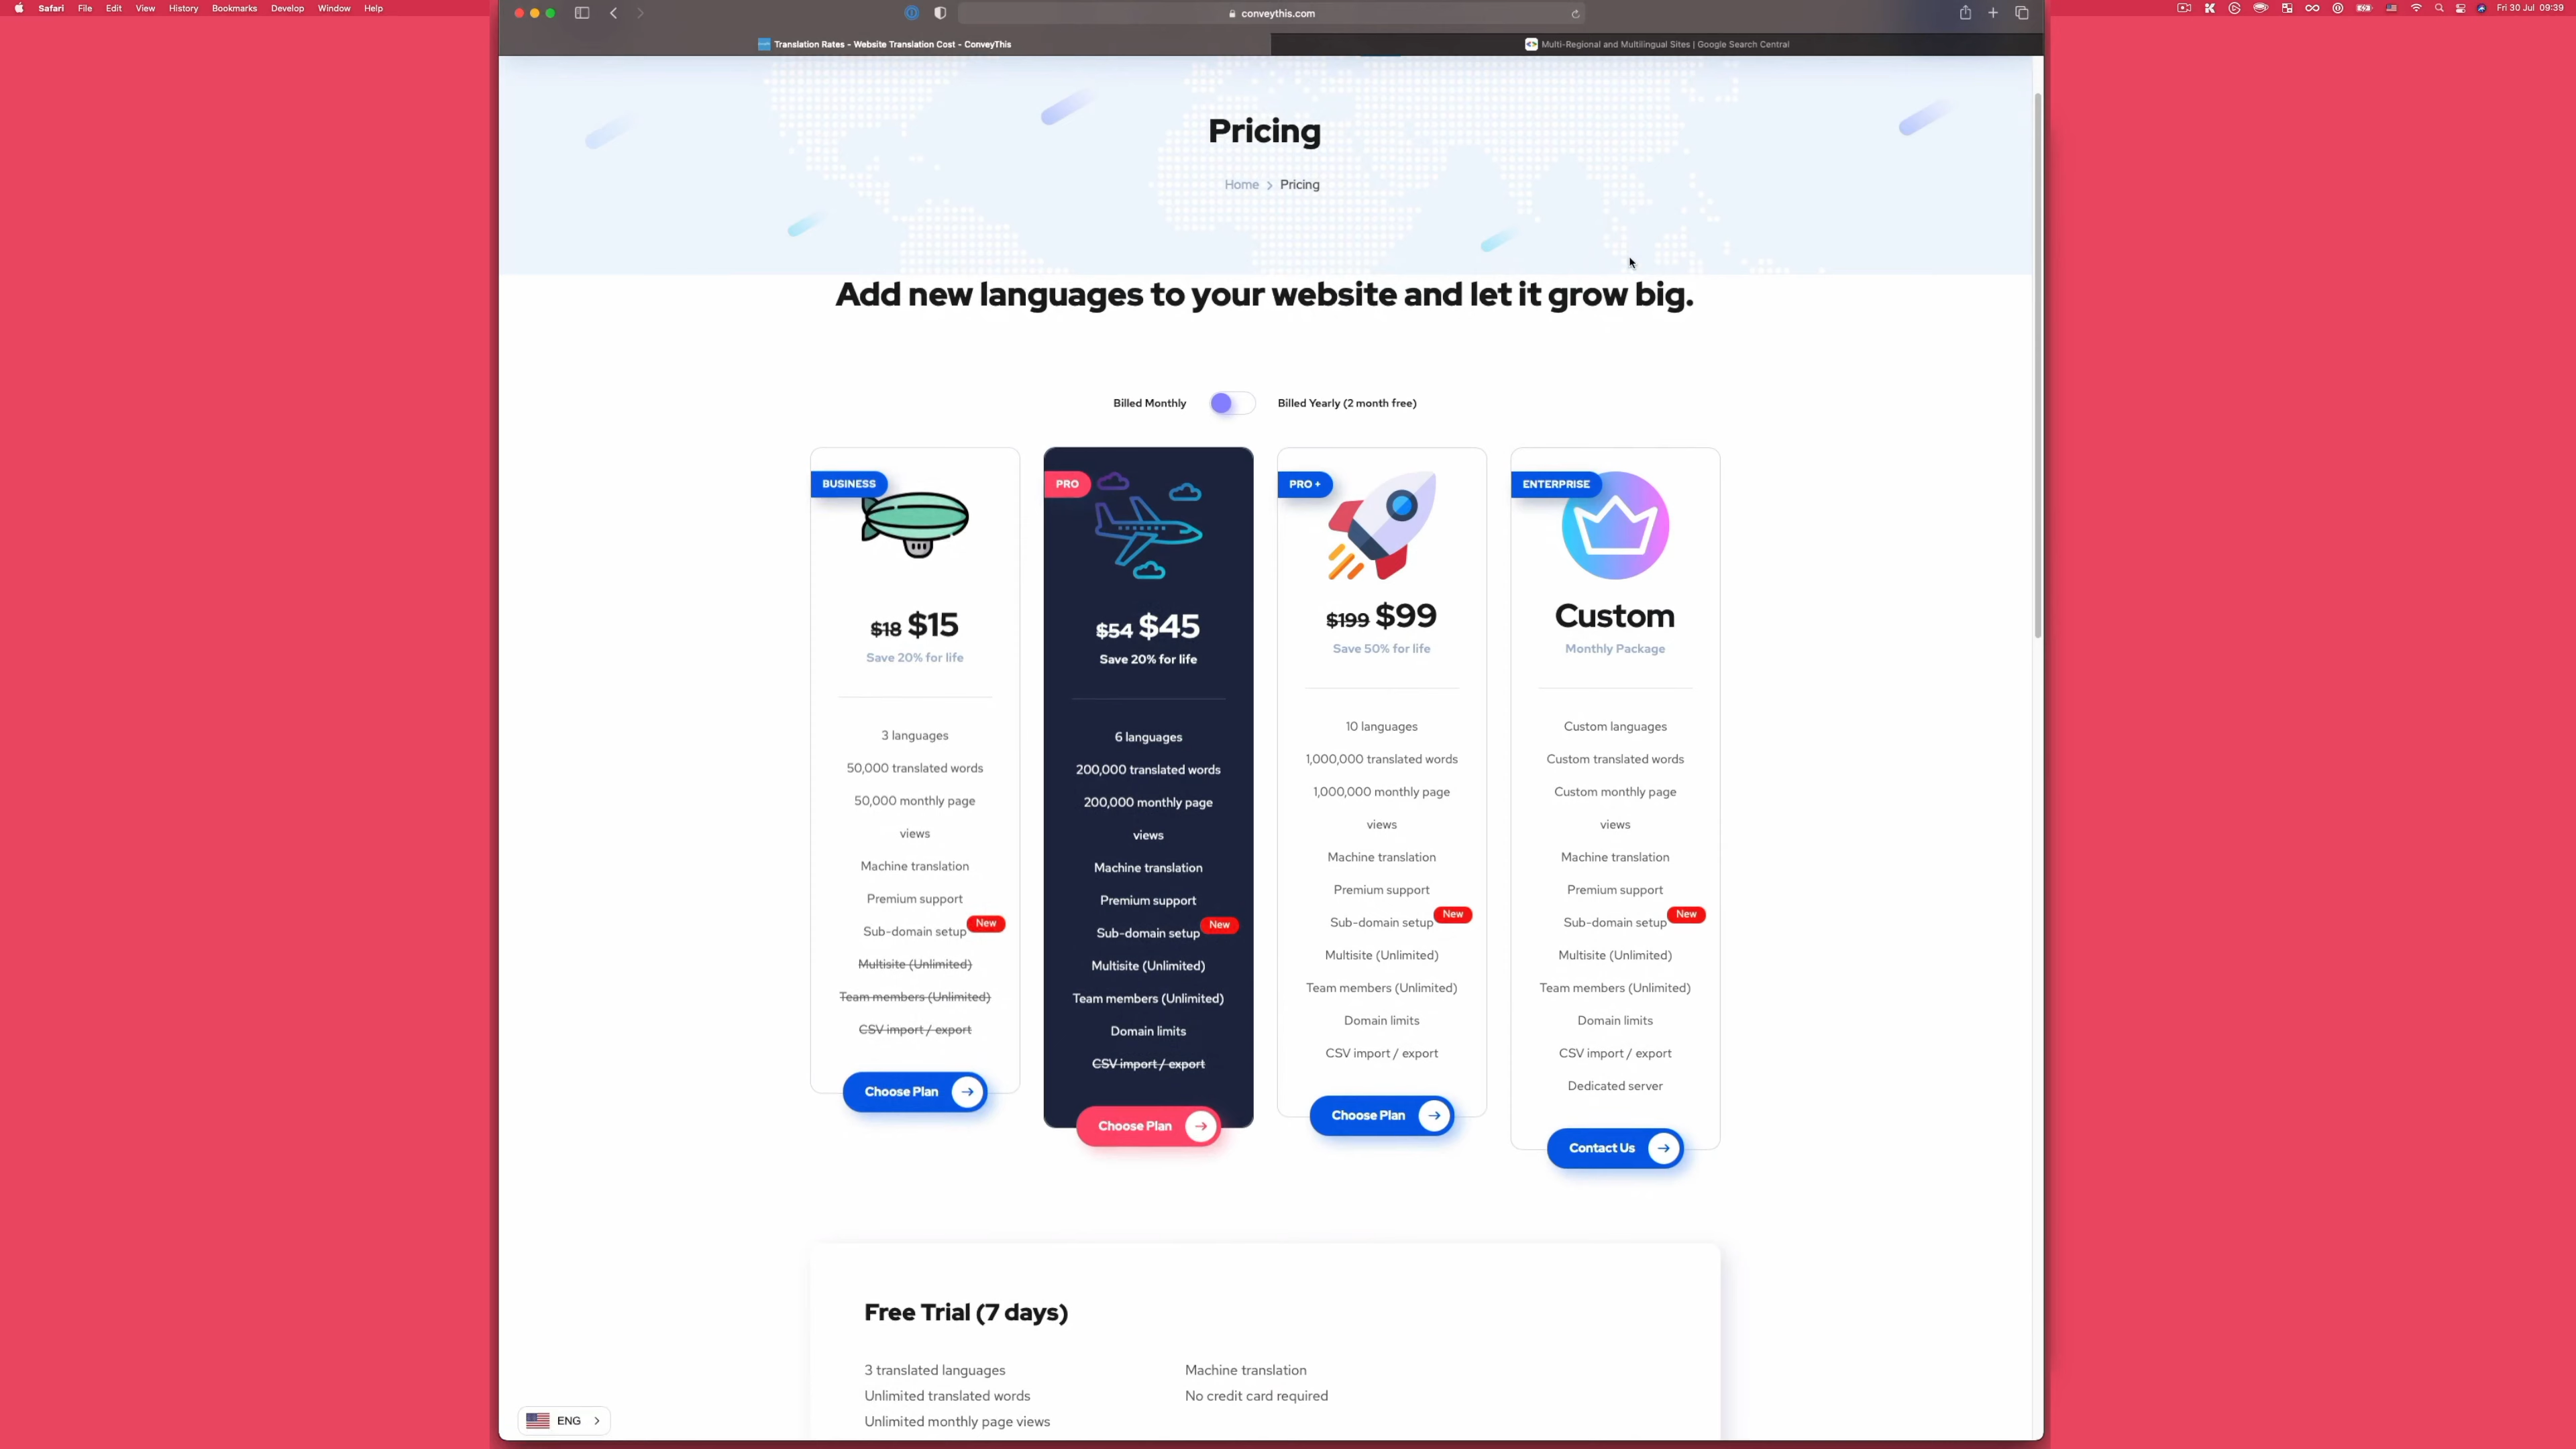 Safari File Edit View History Bookmarks Develop Window Help
Fri 30 Jul 09:39
conveythis.com
Translation Rates - Website Translation Cost - ConveyThis
Multi-Regional and Multilingual Sites | Google Search Central
Pricing
Home > Pricing
Add new languages to your website and let it grow big.
Billed Monthly
Billed Yearly (2 month free)
BUSINESS
$18 $15
Save 20% for life
3 languages
50,000 translated words
50,000 monthly page
views
Machine translation
Premium support
Sub-domain setup New
Multisite (Unlimited)
Team members (Unlimited)
CSV import / export
Choose Plan
PRO
$54 $45
Save 20% for life
6 languages
200,000 translated words
200,000 monthly page
views
Machine translation
Premium support
Sub-domain setup New
Multisite (Unlimited)
Team members (Unlimited)
Domain limits
CSV import / export
Choose Plan
PRO +
$199 $99
Save 50% for life
10 languages
1,000,000 translated words
1,000,000 monthly page
views
Machine translation
Premium support
Sub-domain setup New
Multisite (Unlimited)
Team members (Unlimited)
Domain limits
CSV import / export
Choose Plan
ENTERPRISE
Custom
Monthly Package
Custom languages
Custom translated words
Custom monthly page
views
Machine translation
Premium support
Sub-domain setup New
Multisite (Unlimited)
Team members (Unlimited)
Domain limits
CSV import / export
Dedicated server
Contact Us
Free Trial (7 days)
3 translated languages
Unlimited translated words
Unlimited monthly page views
Machine translation
No credit card required
ENG